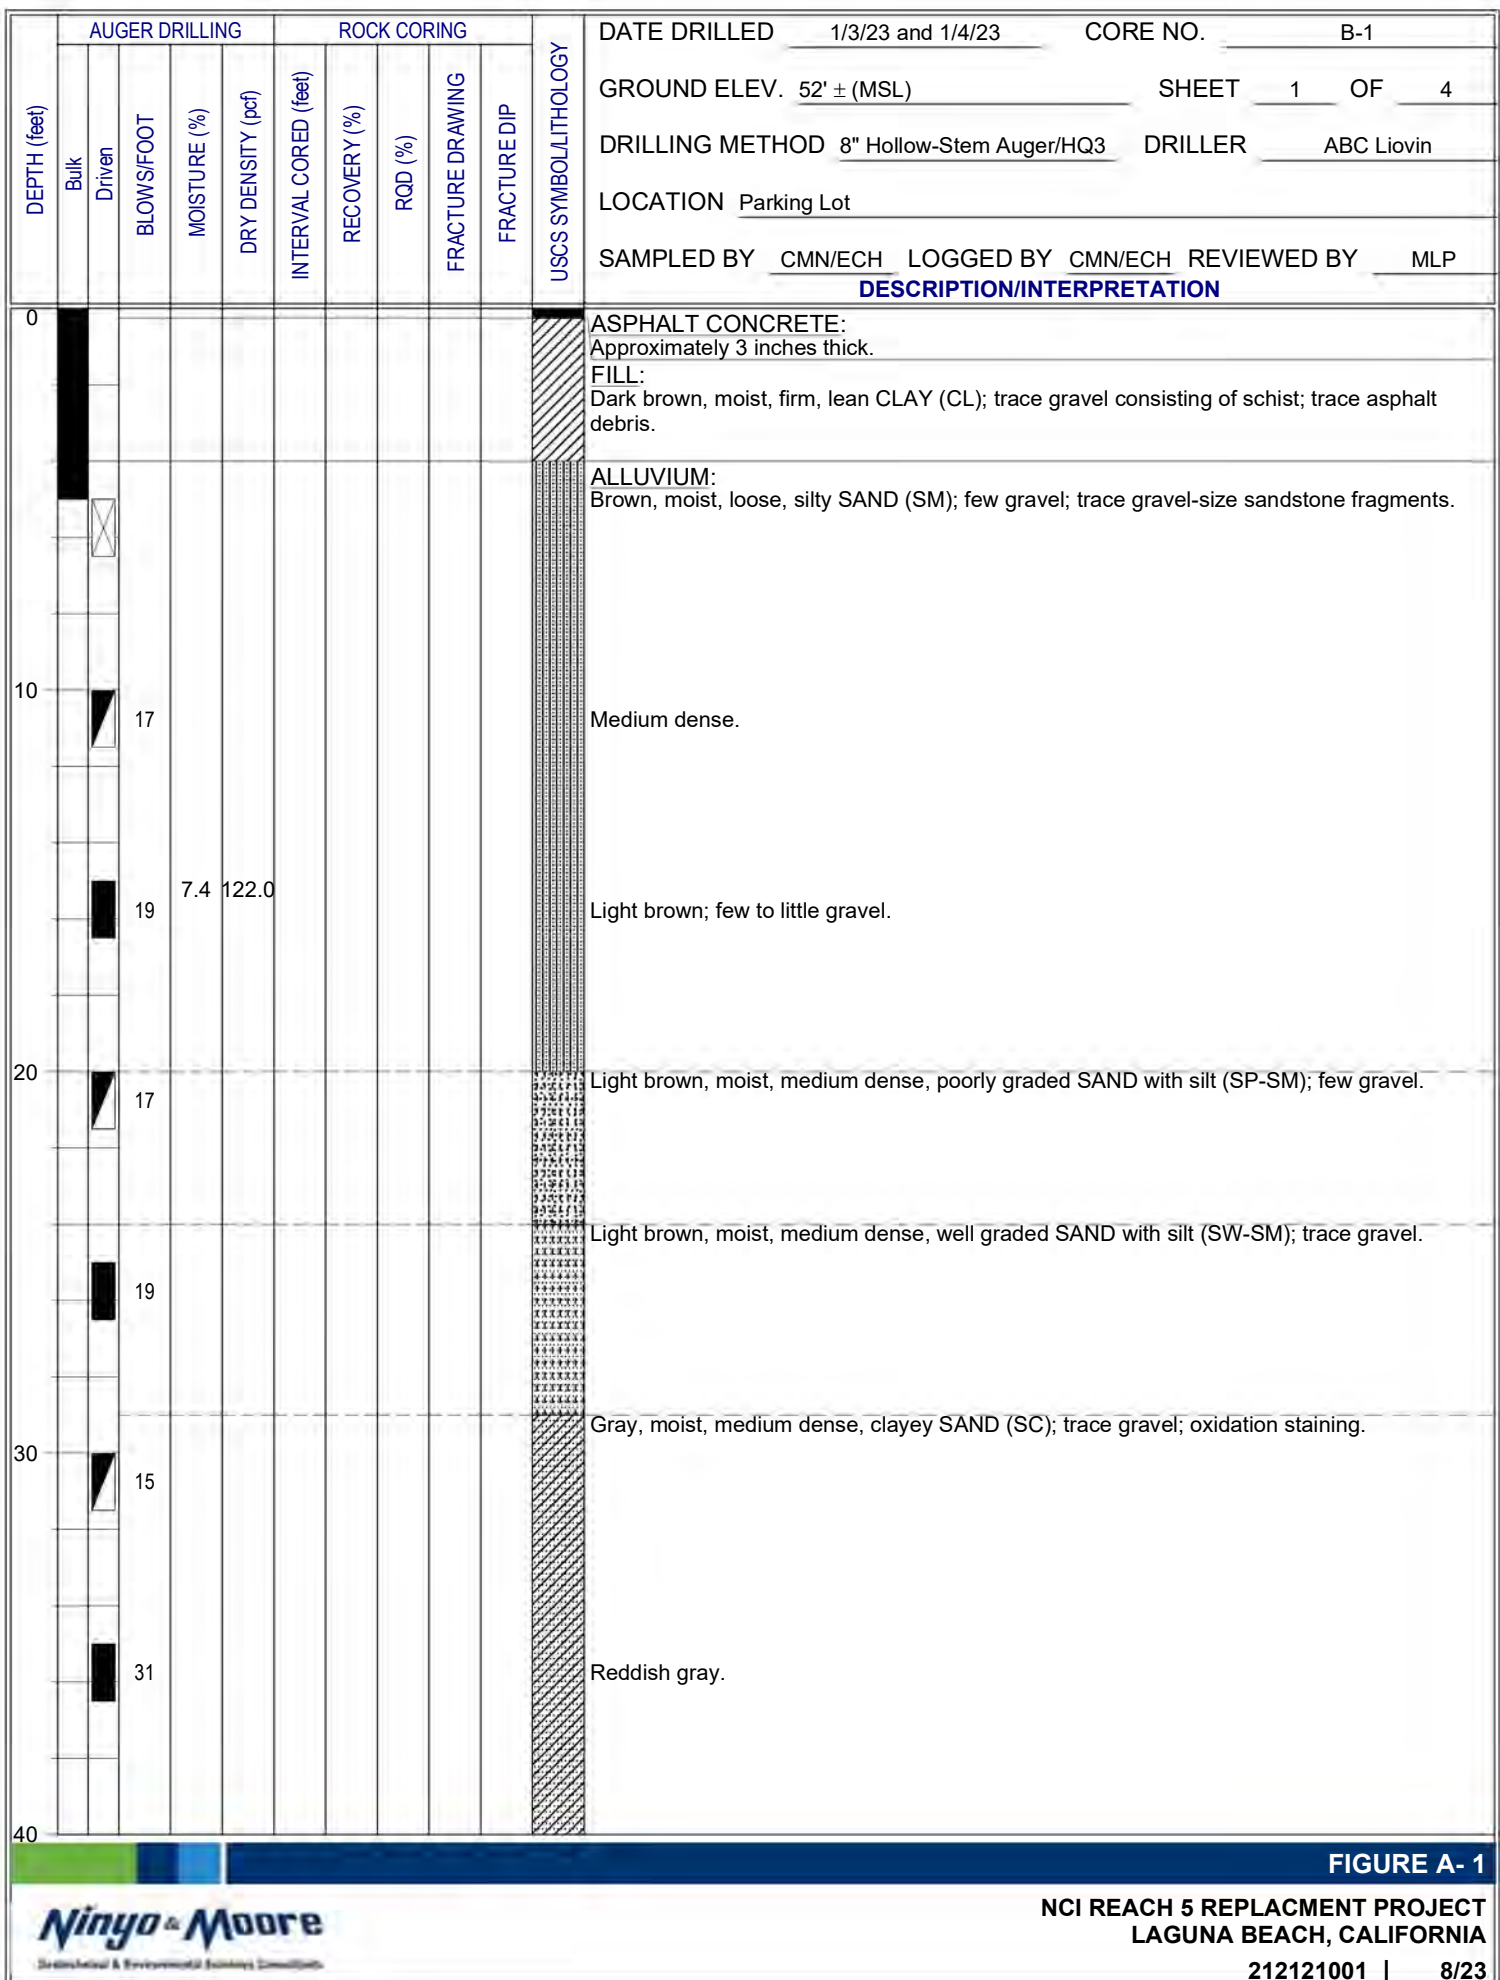 AUGER DRILLING
ROCK CORING
DEPTH (feet)
Bulk
Driven
BLOWS/FOOT
MOISTURE (%)
DRY DENSITY (pcf)
INTERVAL CORED (feet)
RECOVERY (%)
RQD (%)
FRACTURE DRAWING
FRACTURE DIP
USCS SYMBOL/LITHOLOGY
DATE DRILLED 1/3/23 and 1/4/23 CORE NO. B-1
GROUND ELEV. 52' ± (MSL) SHEET 1 OF 4
DRILLING METHOD 8" Hollow-Stem Auger/HQ3 DRILLER ABC Liovin
LOCATION Parking Lot
SAMPLED BY CMN/ECH LOGGED BY CMN/ECH REVIEWED BY MLP
DESCRIPTION/INTERPRETATION
0
ASPHALT CONCRETE:
Approximately 3 inches thick.
FILL:
Dark brown, moist, firm, lean CLAY (CL); trace gravel consisting of schist; trace asphalt
debris.
ALLUVIUM:
Brown, moist, loose, silty SAND (SM); few gravel; trace gravel-size sandstone fragments.
10
17 Medium dense.
7.4 122.0
19 Light brown; few to little gravel.
20 Light brown, moist, medium dense, poorly graded SAND with silt (SP-SM); few gravel.
17
Light brown, moist, medium dense, well graded SAND with silt (SW-SM); trace gravel.
19
Gray, moist, medium dense, clayey SAND (SC); trace gravel; oxidation staining.
30
15
31 Reddish gray.
40
FIGURE A- 1
Ninyo & Moore
Geotechnical & Environmental Sciences Consultants
NCI REACH 5 REPLACMENT PROJECT
LAGUNA BEACH, CALIFORNIA
212121001 | 8/23